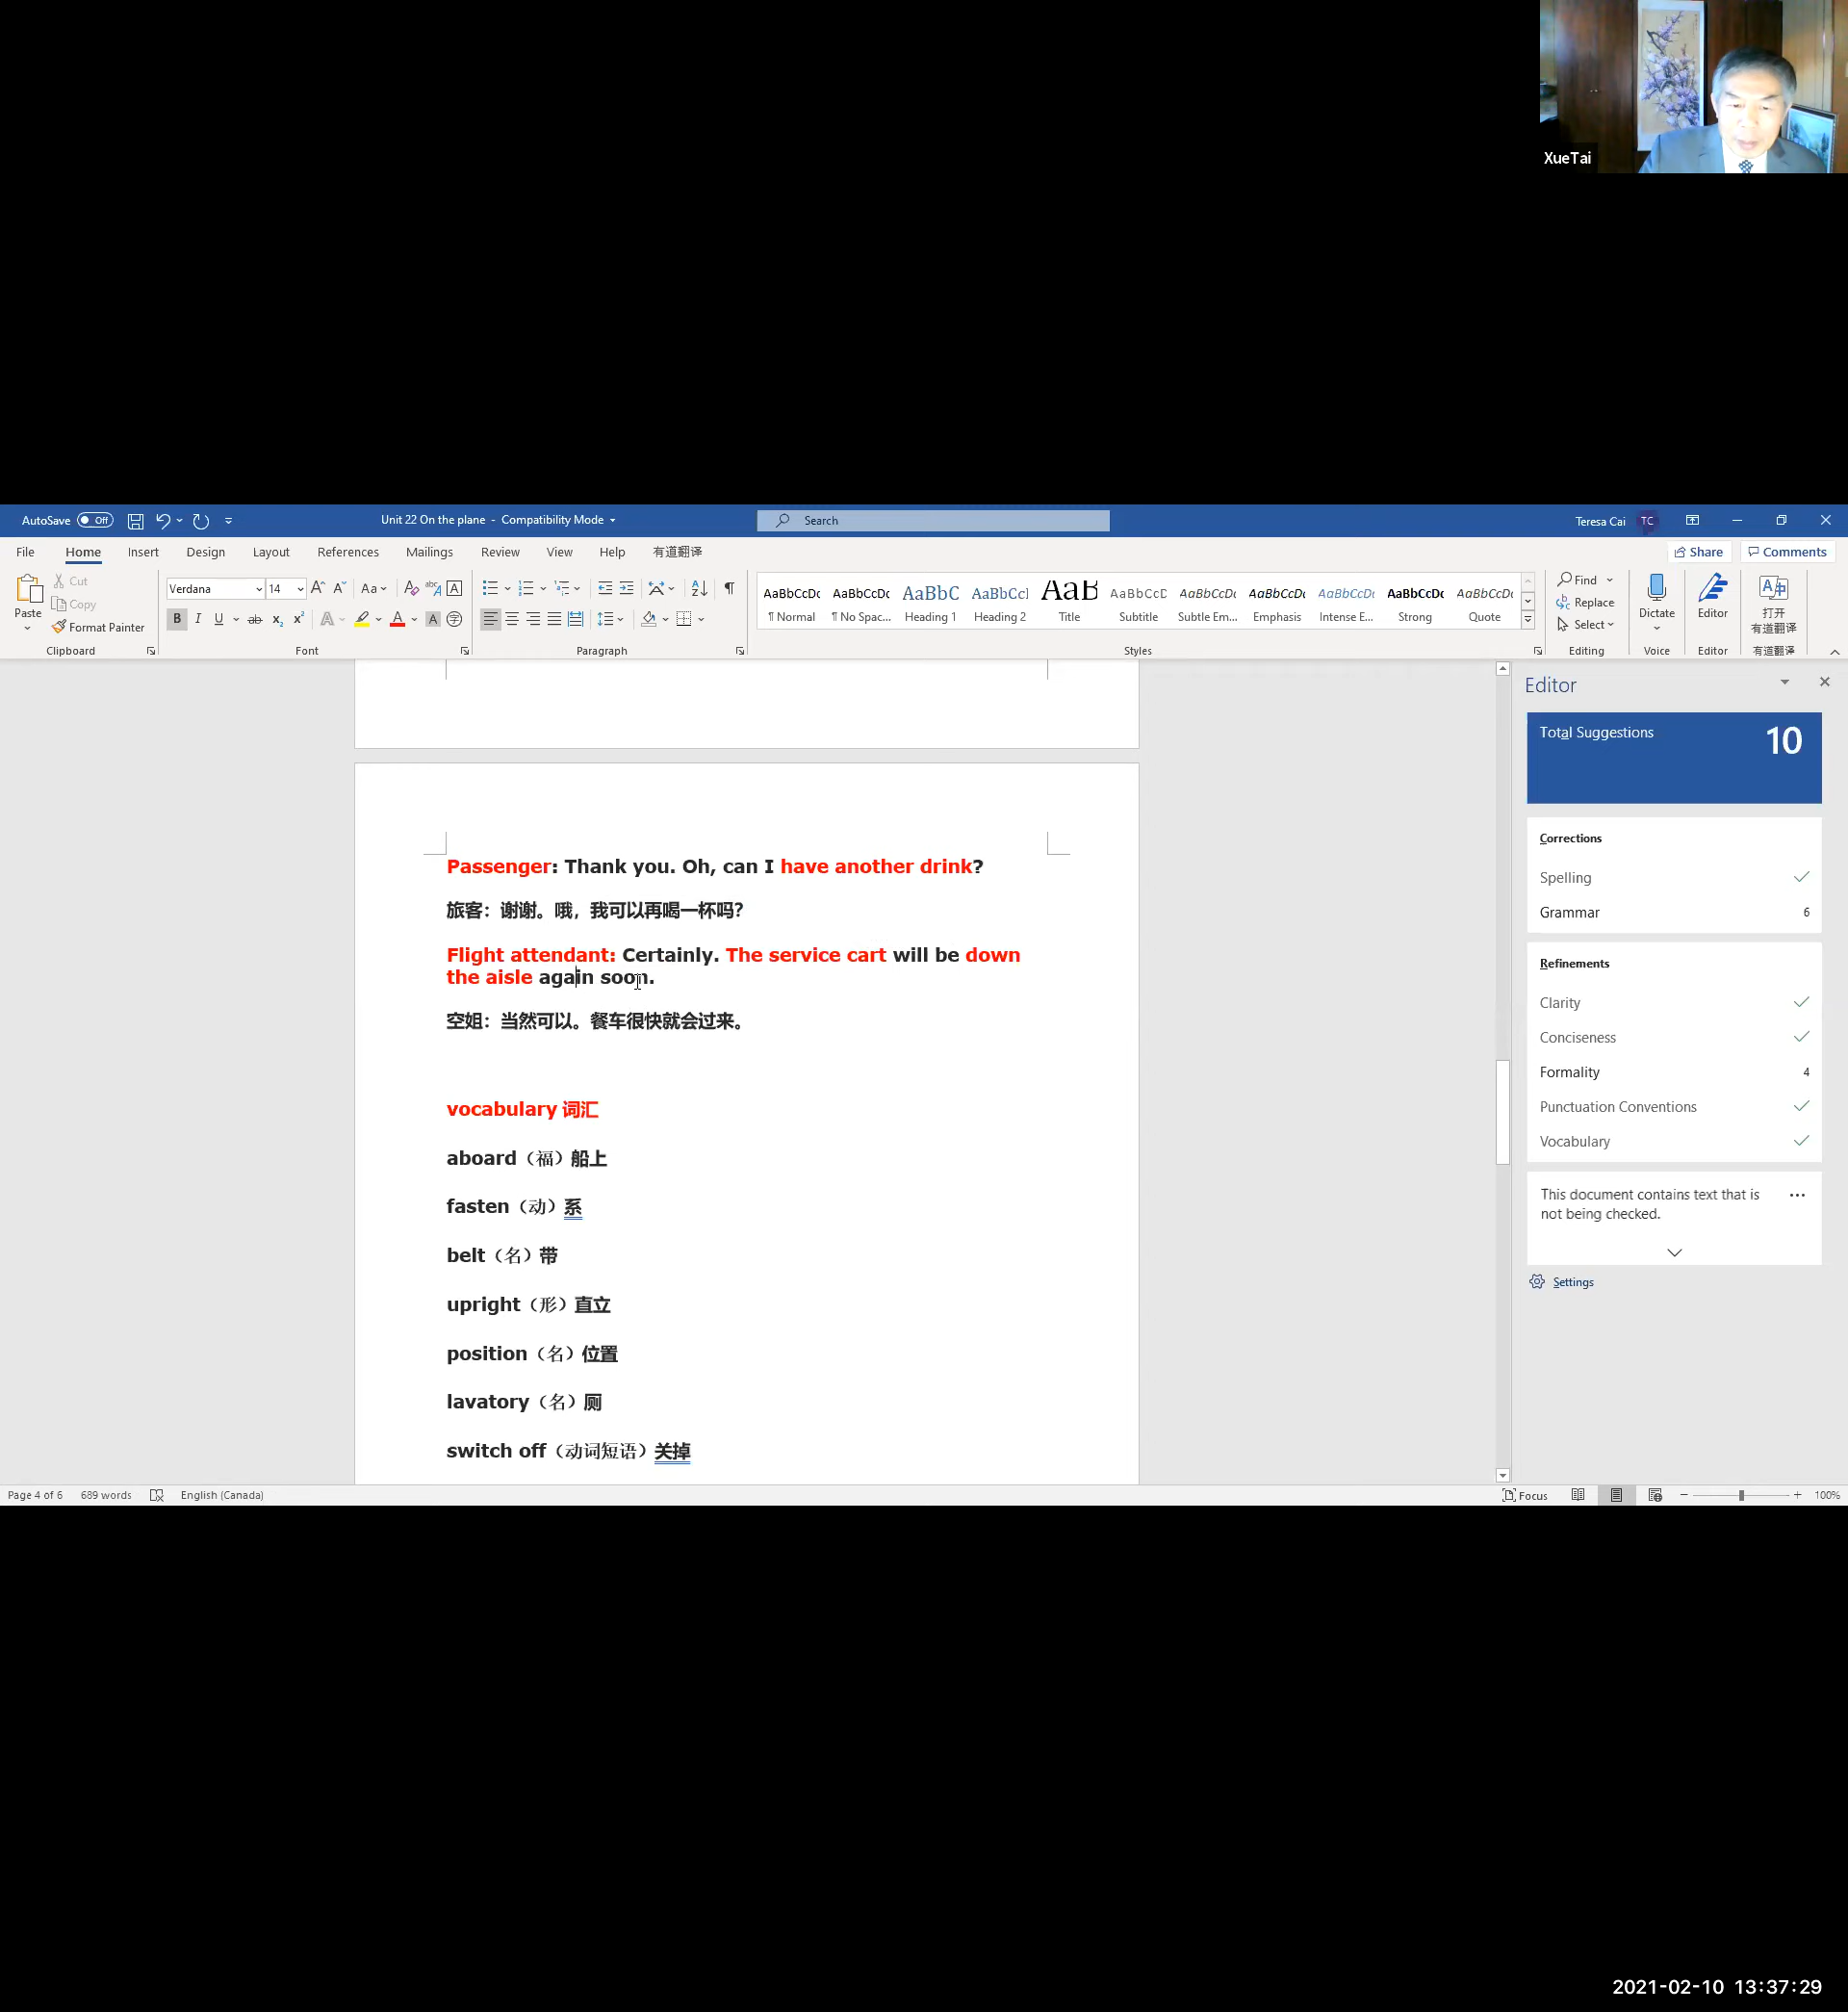 XueTai
AutoSave Off
Unit 22 On the plane - Compatibility Mode
Search
Teresa Cai TC
File Home Insert Design Layout References Mailings Review View Help 有道翻译
Share Comments
Paste
Cut
Copy
Format Painter
Clipboard
Verdana 14
Font
Paragraph
AaBbCcDc AaBbCcDc AaBbC AaBbCcI AaB AaBbCcD AaBbCcDc AaBbCcDc AaBbCcDc AaBbCcDc AaBbCcDc
¶ Normal ¶ No Spac... Heading 1 Heading 2 Title Subtitle Subtle Em... Emphasis Intense E... Strong Quote
Styles
Find
Replace
Select
Editing
Dictate
Voice
Editor
Editor
打开
有道翻译
有道翻译
Passenger: Thank you. Oh, can I have another drink?
旅客：谢谢。哦，我可以再喝一杯吗？
Flight attendant: Certainly. The service cart will be down
the aisle again soon.
空姐：当然可以。餐车很快就会过来。
vocabulary 词汇
aboard（福）船上
fasten（动）系
belt（名）带
upright（形）直立
position（名）位置
lavatory（名）厕
switch off（动词短语）关掉
Editor
Total Suggestions 10
Corrections
Spelling
Grammar 6
Refinements
Clarity
Conciseness
Formality 4
Punctuation Conventions
Vocabulary
This document contains text that is
not being checked.
Settings
Page 4 of 6 689 words English (Canada)
Focus 100%
2021-02-10 13:37:29